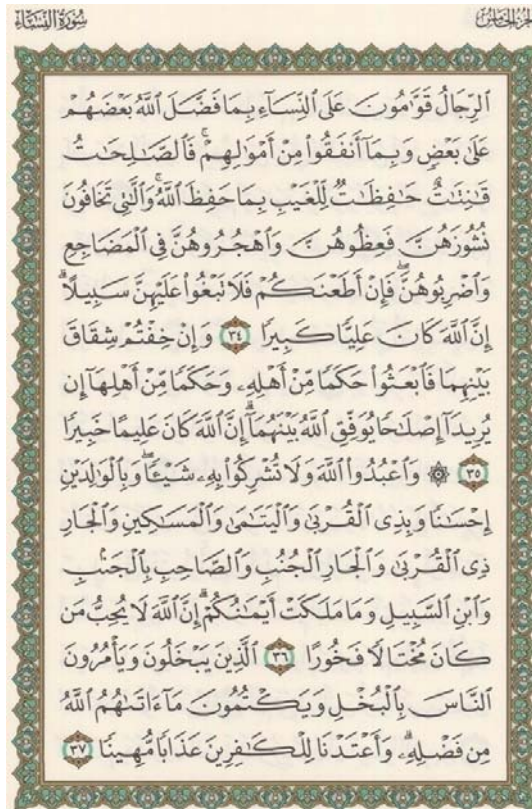 سُورَةُ النِّسَاءِ
الجزء الخامس
ٱلرِّجَالُ قَوَّٰمُونَ عَلَى ٱلنِّسَآءِ بِمَا فَضَّلَ ٱللَّهُ بَعْضَهُمْ
عَلَىٰ بَعْضٍ وَبِمَآ أَنفَقُوا۟ مِنْ أَمْوَٰلِهِمْ ۚ فَٱلصَّـٰلِحَـٰتُ
قَـٰنِتَـٰتٌ حَـٰفِظَـٰتٌ لِّلْغَيْبِ بِمَا حَفِظَ ٱللَّهُ ۚ وَٱلَّـٰتِى تَخَافُونَ
نُشُوزَهُنَّ فَعِظُوهُنَّ وَٱهْجُرُوهُنَّ فِى ٱلْمَضَاجِعِ
وَٱضْرِبُوهُنَّ ۖ فَإِنْ أَطَعْنَكُمْ فَلَا تَبْغُوا۟ عَلَيْهِنَّ سَبِيلًا ۗ
إِنَّ ٱللَّهَ كَانَ عَلِيًّا كَبِيرًا ٣٤ وَإِنْ خِفْتُمْ شِقَاقَ
بَيْنِهِمَا فَٱبْعَثُوا۟ حَكَمًا مِّنْ أَهْلِهِۦ وَحَكَمًا مِّنْ أَهْلِهَآ إِن
يُرِيدَآ إِصْلَـٰحًا يُوَفِّقِ ٱللَّهُ بَيْنَهُمَآ ۗ إِنَّ ٱللَّهَ كَانَ عَلِيمًا خَبِيرًا
٣٥ ۞ وَٱعْبُدُوا۟ ٱللَّهَ وَلَا تُشْرِكُوا۟ بِهِۦ شَيْـًٔا ۖ وَبِٱلْوَٰلِدَيْنِ
إِحْسَـٰنًا وَبِذِى ٱلْقُرْبَىٰ وَٱلْيَتَـٰمَىٰ وَٱلْمَسَـٰكِينِ وَٱلْجَارِ
ذِى ٱلْقُرْبَىٰ وَٱلْجَارِ ٱلْجُنُبِ وَٱلصَّاحِبِ بِٱلْجَنۢبِ
وَٱبْنِ ٱلسَّبِيلِ وَمَا مَلَكَتْ أَيْمَـٰنُكُمْ ۗ إِنَّ ٱللَّهَ لَا يُحِبُّ مَن
كَانَ مُخْتَالًا فَخُورًا ٣٦ ٱلَّذِينَ يَبْخَلُونَ وَيَأْمُرُونَ
ٱلنَّاسَ بِٱلْبُخْلِ وَيَكْتُمُونَ مَآ ءَاتَىٰهُمُ ٱللَّهُ
مِن فَضْلِهِۦ ۗ وَأَعْتَدْنَا لِلْكَـٰفِرِينَ عَذَابًا مُّهِينًا ٣٧